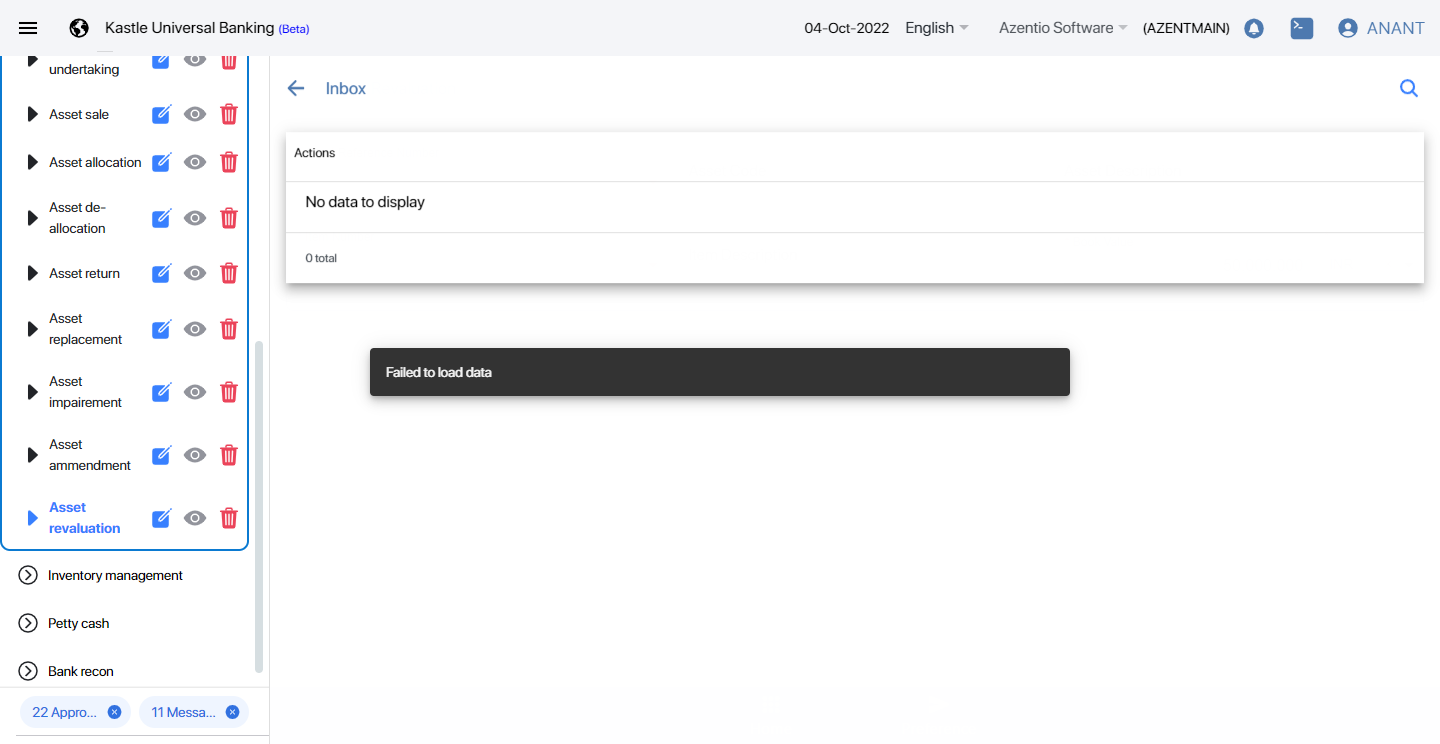 Kastle Universal Banking (Beta)
04-Oct-2022
English
Azentio Software
(AZENTMAIN)
ANANT
undertaking
Asset sale
Asset allocation
Asset de-
allocation
Asset return
Asset
replacement
Asset
impairement
Asset
ammendment
Asset
revaluation
Inventory management
Petty cash
Bank recon
22 Appro...
11 Messa...
Inbox
Actions
No data to display
0 total
Failed to load data